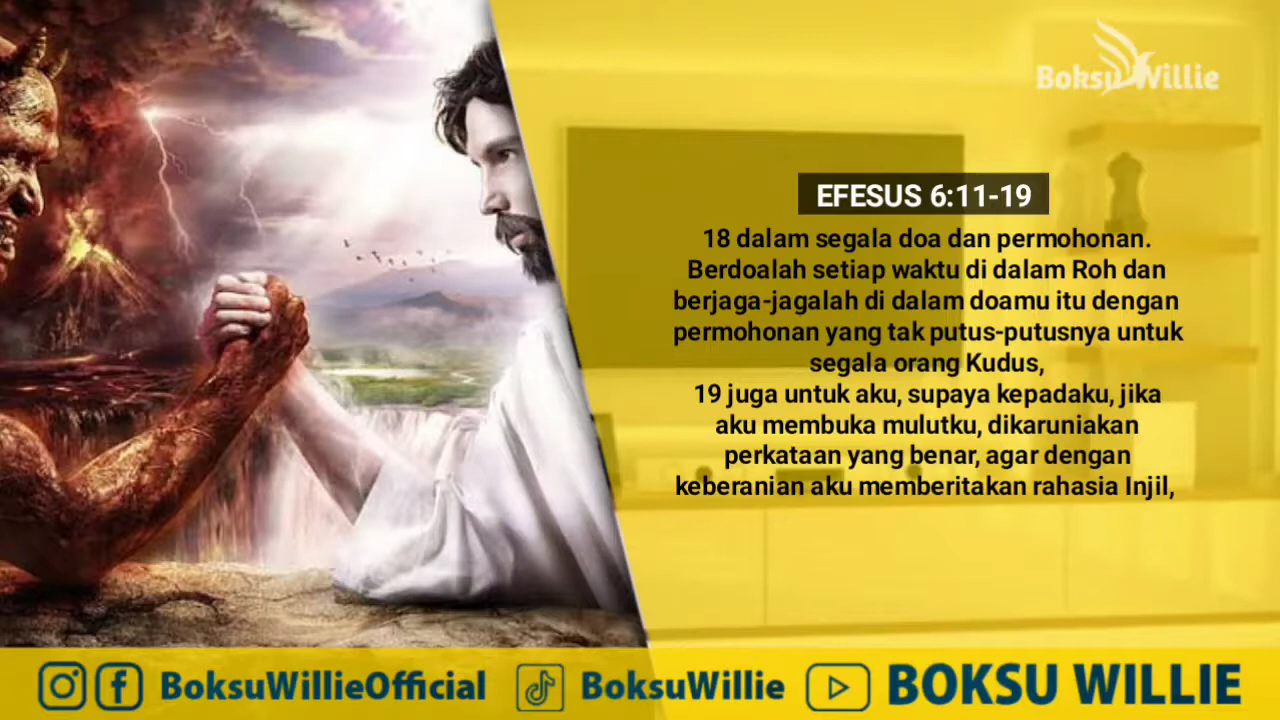 Boksu Willie
EFESUS 6:11-19
18 dalam segala doa dan permohonan.
Berdoalah setiap waktu di dalam Roh dan
berjaga-jagalah di dalam doamu itu dengan
permohonan yang tak putus-putusnya untuk
segala orang Kudus,
19 juga untuk aku, supaya kepadaku, jika
aku membuka mulutku, dikaruniakan
perkataan yang benar, agar dengan
keberanian aku memberitakan rahasia Injil,
BoksuWillieOfficial BoksuWillie BOKSU WILLIE